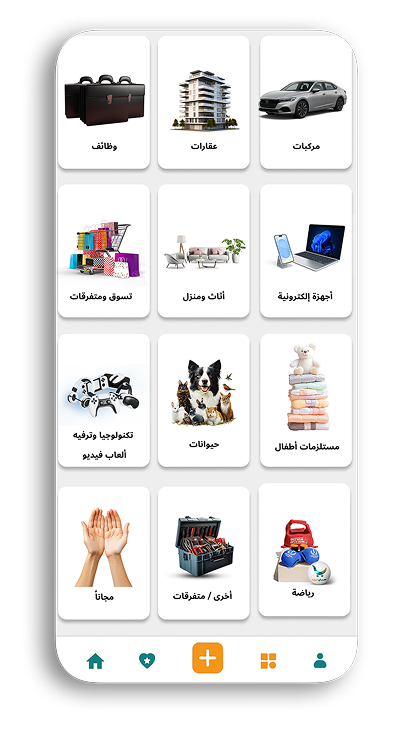 مركبات
عقارات
وظائف
أجهزة إلكترونية
أثاث ومنزل
تسوق ومتفرقات
مستلزمات أطفال
حيوانات
تكنولوجيا وترفيه
ألعاب فيديو
رياضة
أخرى / متفرقات
مجاناً